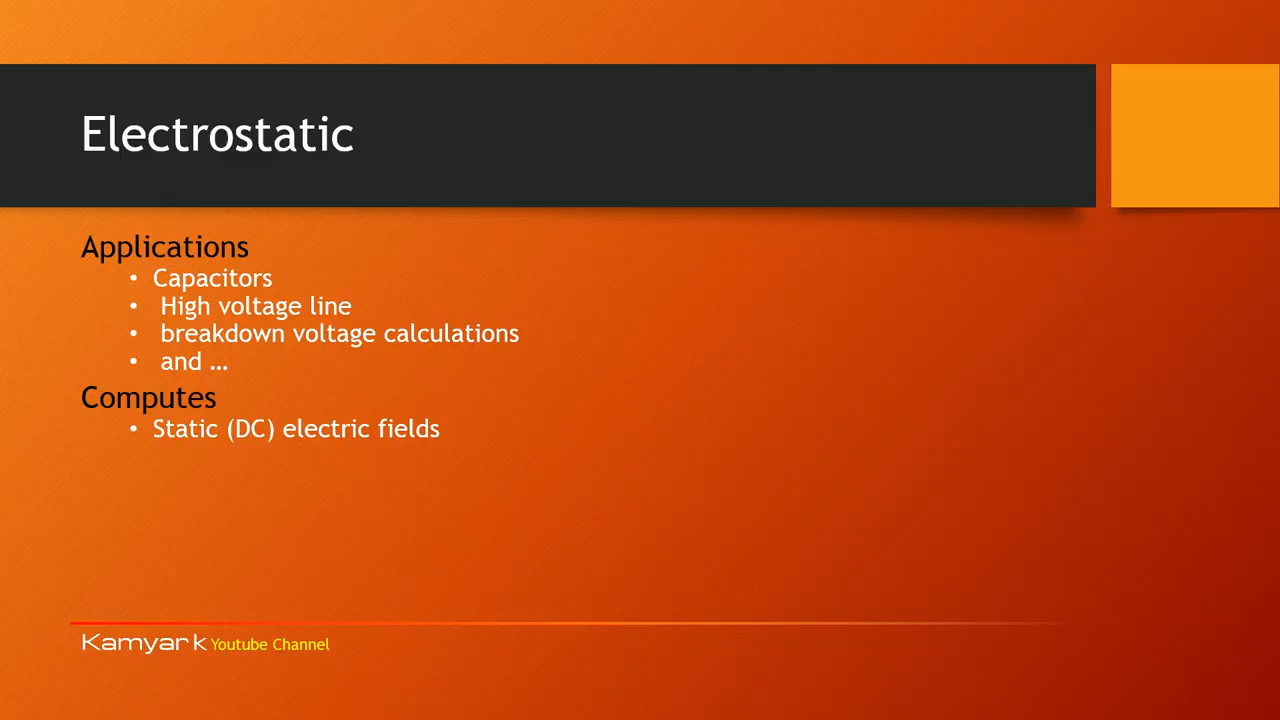 Electrostatic
Applications
• Capacitors
• High voltage line
• breakdown voltage calculations
• and …
Computes
• Static (DC) electric fields
Kamyar k Youtube Channel